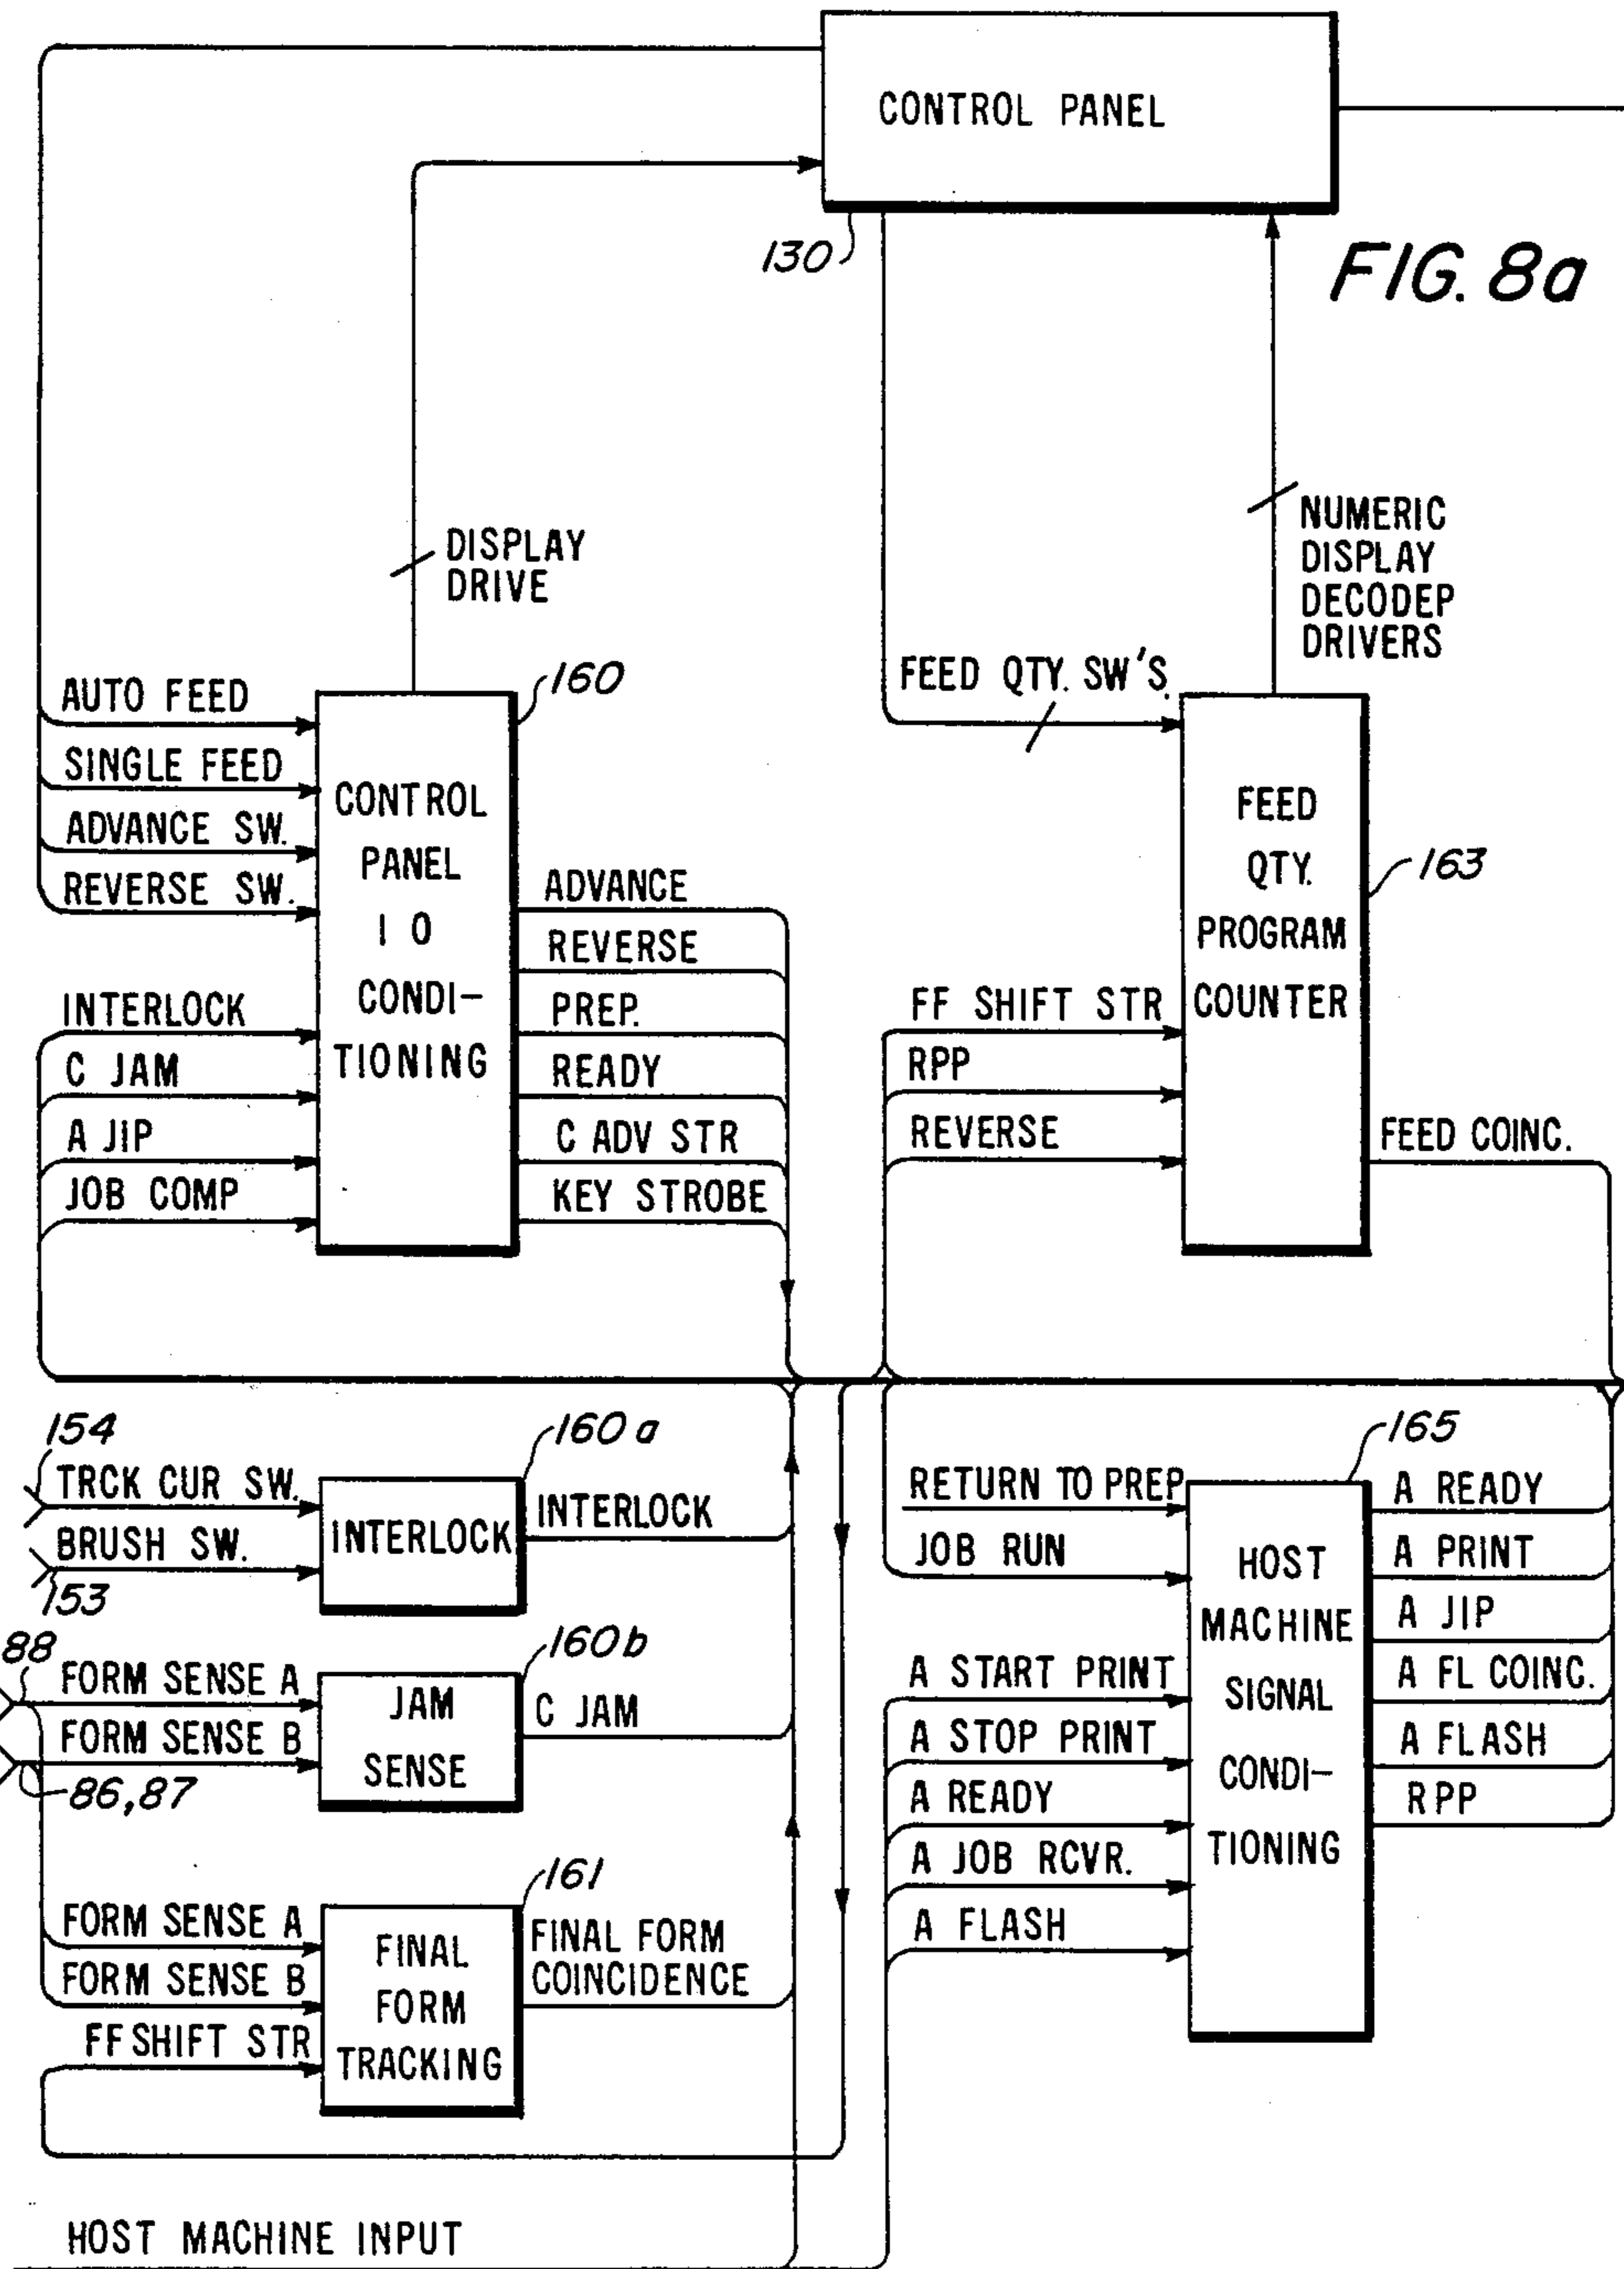 CONTROL PANEL
130
FIG. 8a
DISPLAY
DRIVE
NUMERIC
DISPLAY
DECODEP
DRIVERS
AUTO FEED
SINGLE FEED
ADVANCE SW.
REVERSE SW.
INTERLOCK
C JAM
A JIP
JOB COMP
160
CONTROL
PANEL
I O
CONDI-
TIONING
ADVANCE
REVERSE
PREP.
READY
C ADV STR
KEY STROBE
FEED QTY. SW'S.
FF SHIFT STR
RPP
REVERSE
FEED
QTY.
PROGRAM
COUNTER
163
FEED COINC.
154
TRCK CUR SW.
BRUSH SW.
153
160a
INTERLOCK
INTERLOCK
88
FORM SENSE A
FORM SENSE B
86,87
160b
JAM
SENSE
C JAM
FORM SENSE A
FORM SENSE B
FF SHIFT STR
161
FINAL
FORM
TRACKING
FINAL FORM
COINCIDENCE
RETURN TO PREP
JOB RUN
A START PRINT
A STOP PRINT
A READY
A JOB RCVR.
A FLASH
165
HOST
MACHINE
SIGNAL
CONDI-
TIONING
A READY
A PRINT
A JIP
A FL COINC.
A FLASH
RPP
HOST MACHINE INPUT